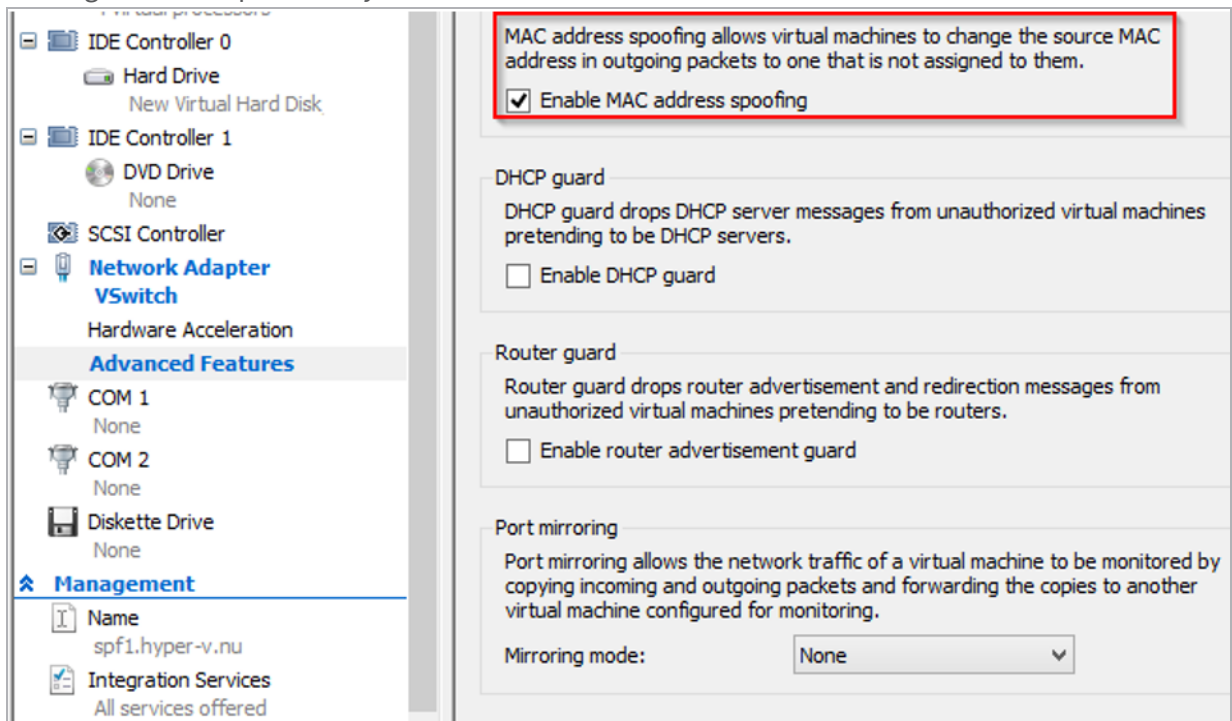 IDE Controller 0
Hard Drive
New Virtual Hard Disk
IDE Controller 1
DVD Drive
None
SCSI Controller
Network Adapter
VSwitch
Hardware Acceleration
Advanced Features
COM 1
None
COM 2
None
Diskette Drive
None
Management
Name
spf1.hyper-v.nu
Integration Services
All services offered
MAC address spoofing allows virtual machines to change the source MAC
address in outgoing packets to one that is not assigned to them.
Enable MAC address spoofing
DHCP guard
DHCP guard drops DHCP server messages from unauthorized virtual machines
pretending to be DHCP servers.
Enable DHCP guard
Router guard
Router guard drops router advertisement and redirection messages from
unauthorized virtual machines pretending to be routers.
Enable router advertisement guard
Port mirroring
Port mirroring allows the network traffic of a virtual machine to be monitored by
copying incoming and outgoing packets and forwarding the copies to another
virtual machine configured for monitoring.
Mirroring mode: None